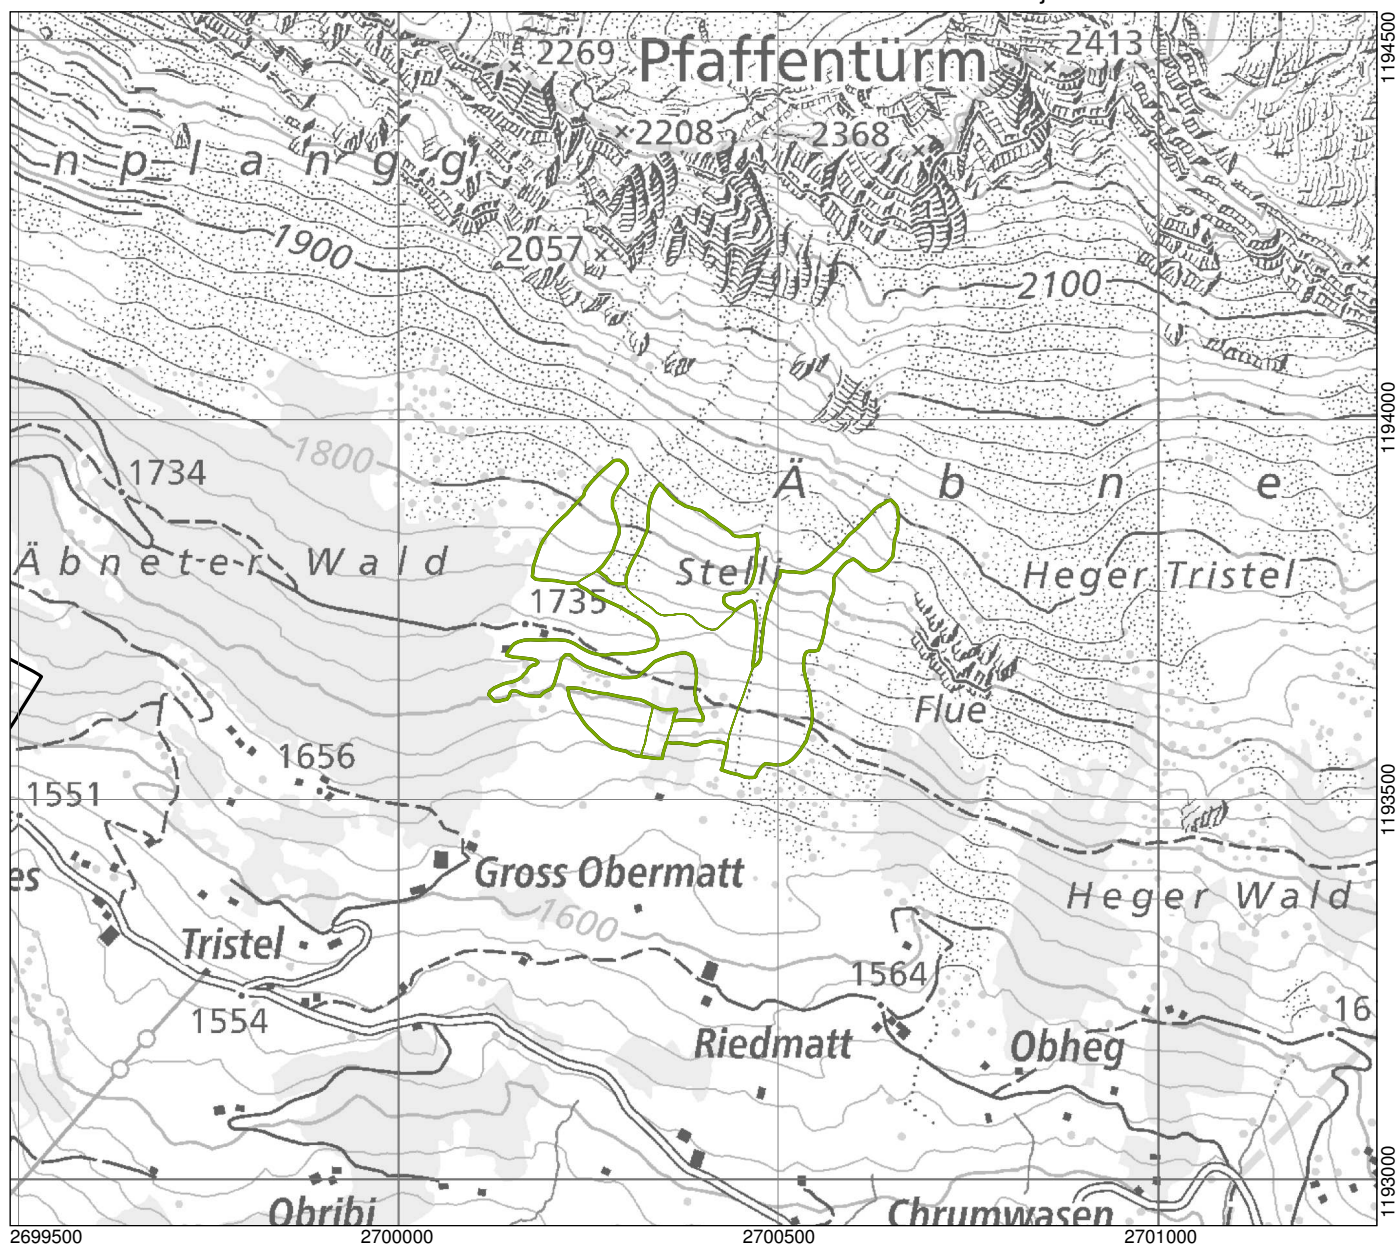 2269
Pfaffentürm
2413
1194500
2208
2368
nplangg
1900
2057
2100
1194000
1800
1734
Äbne
Äbneter Wald
Stelli
Heger Tristel
1735
Flue
1656
1551
1193500
es
Gross Obermatt
Heger Wald
1600
Tristel
1564
1554
16
Riedmatt
Obheg
1193000
Obribi
Chrumwasen
2699500
2700000
2700500
2701000